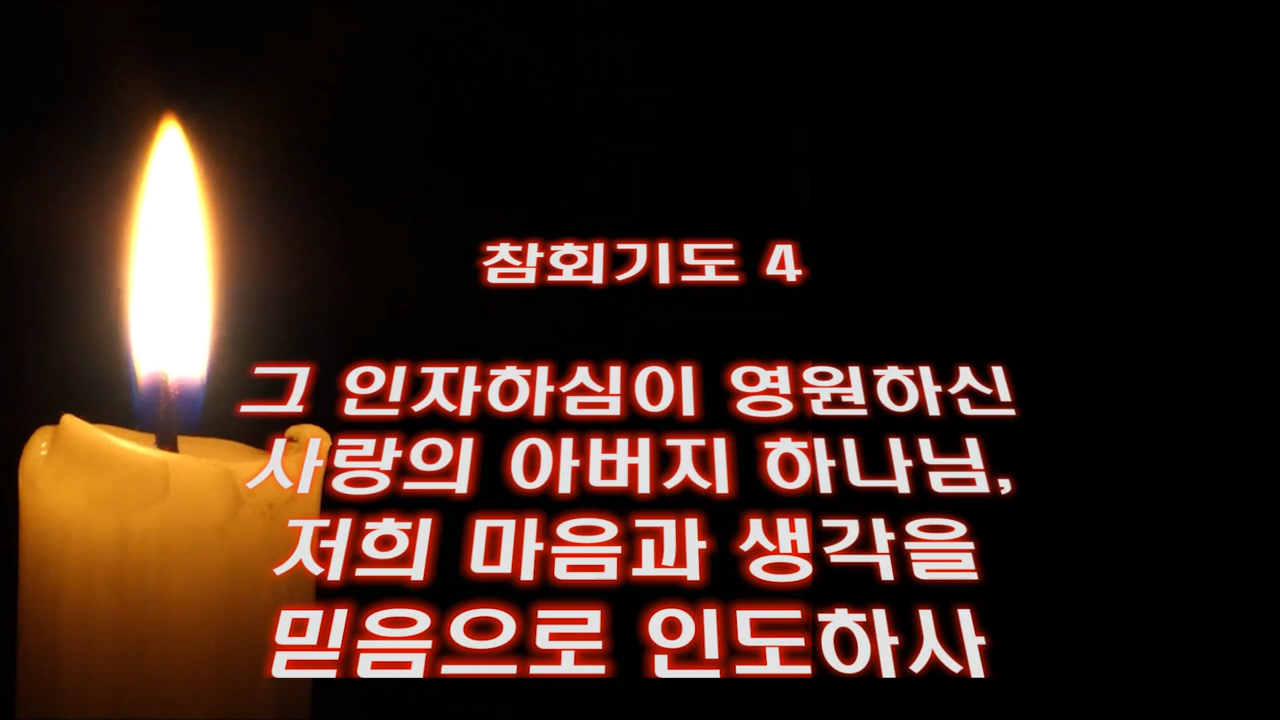 참회기도 4
그 인자하심이 영원하신
사랑의 아버지 하나님,
저희 마음과 생각을
믿음으로 인도하사